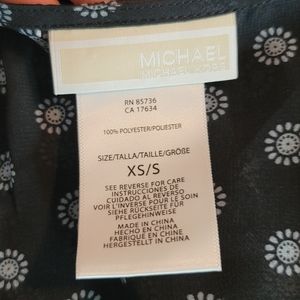 MICHAEL
MICHAEL KORS
RN 85736
CA 17634
100% POLYESTER/POLIESTER
SIZE/TALLA/TAILLE/GRÖßE
XS/S
SEE REVERSE FOR CARE
INSTRUCCIONES DE
CUIDADO AL REVERSO
VOIR L'INVERSE POUR LE SOIN
SIEHE RÜCKSEITE FÜR
PFLEGEHINWEISE
MADE IN CHINA
HECHO EN CHINA
FABRIQUE EN CHINE
HERGESTELLT IN CHINA